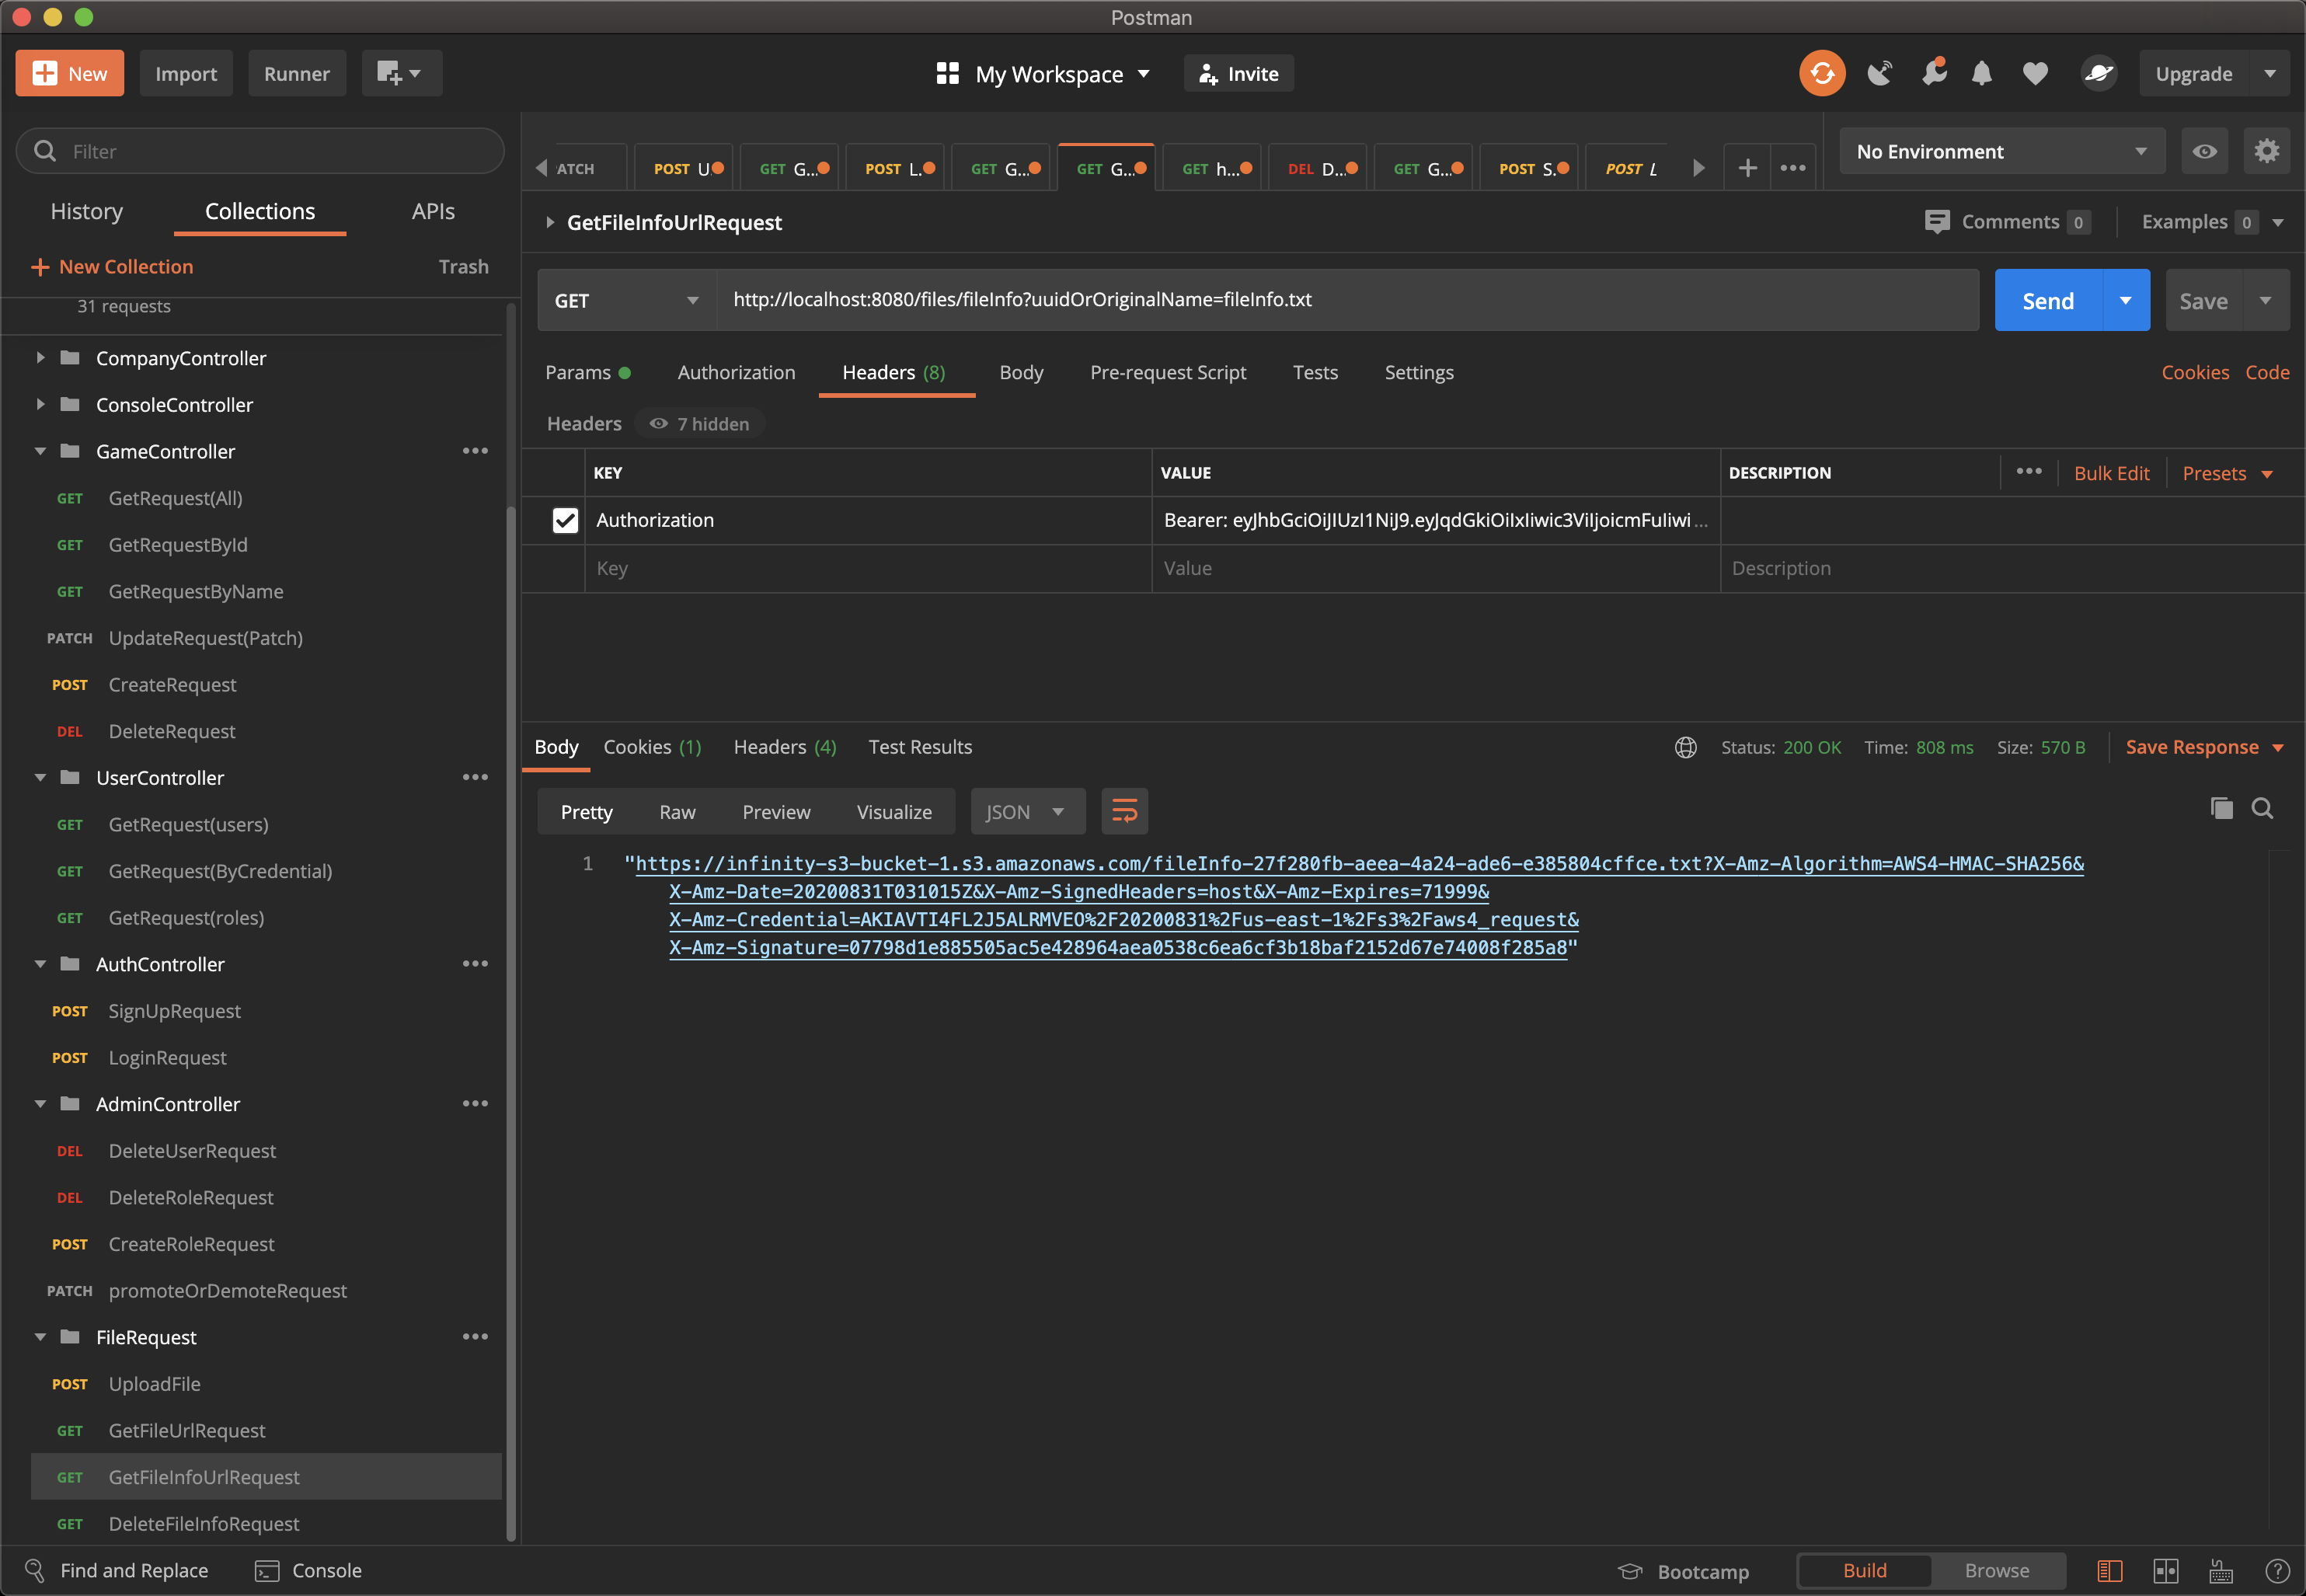 Postman
New
Import
Runner
My Workspace
Invite
Upgrade
Filter
History
Collections
APIs
New Collection
Trash
31 requests
CompanyController
ConsoleController
GameController
GET GetRequest(All)
GET GetRequestById
GET GetRequestByName
PATCH UpdateRequest(Patch)
POST CreateRequest
DEL DeleteRequest
UserController
GET GetRequest(users)
GET GetRequest(ByCredential)
GET GetRequest(roles)
AuthController
POST SignUpRequest
POST LoginRequest
AdminController
DEL DeleteUserRequest
DEL DeleteRoleRequest
POST CreateRoleRequest
PATCH promoteOrDemoteRequest
FileRequest
POST UploadFile
GET GetFileUrlRequest
GET GetFileInfoUrlRequest
GET DeleteFileInfoRequest
ATCH POST U GET G... POST L. GET G... GET G... GET h... DEL D... GET G... POST S. POST L
No Environment
GetFileInfoUrlRequest
Comments 0
Examples 0
GET http://localhost:8080/files/fileInfo?uuidOrOriginalName=fileInfo.txt
Send
Save
Params Authorization Headers (8) Body Pre-request Script Tests Settings
Cookies Code
Headers 7 hidden
KEY VALUE DESCRIPTION
Bulk Edit Presets
Authorization Bearer: eyJhbGciOiJIUzI1NiJ9.eyJqdGkiOiIxIiwic3ViIjoicmFuIiwi...
Key Value Description
Body Cookies (1) Headers (4) Test Results
Status: 200 OK Time: 808 ms Size: 570 B Save Response
Pretty Raw Preview Visualize JSON
1 "https://infinity-s3-bucket-1.s3.amazonaws.com/fileInfo-27f280fb-aeea-4a24-ade6-e385804cffce.txt?X-Amz-Algorithm=AWS4-HMAC-SHA256&
X-Amz-Date=20200831T031015Z&X-Amz-SignedHeaders=host&X-Amz-Expires=71999&
X-Amz-Credential=AKIAVTI4FL2J5ALRMVEO%2F20200831%2Fus-east-1%2Fs3%2Faws4_request&
X-Amz-Signature=07798d1e885505ac5e428964aea0538c6ea6cf3b18baf2152d67e74008f285a8"
Find and Replace
Console
Bootcamp
Build
Browse